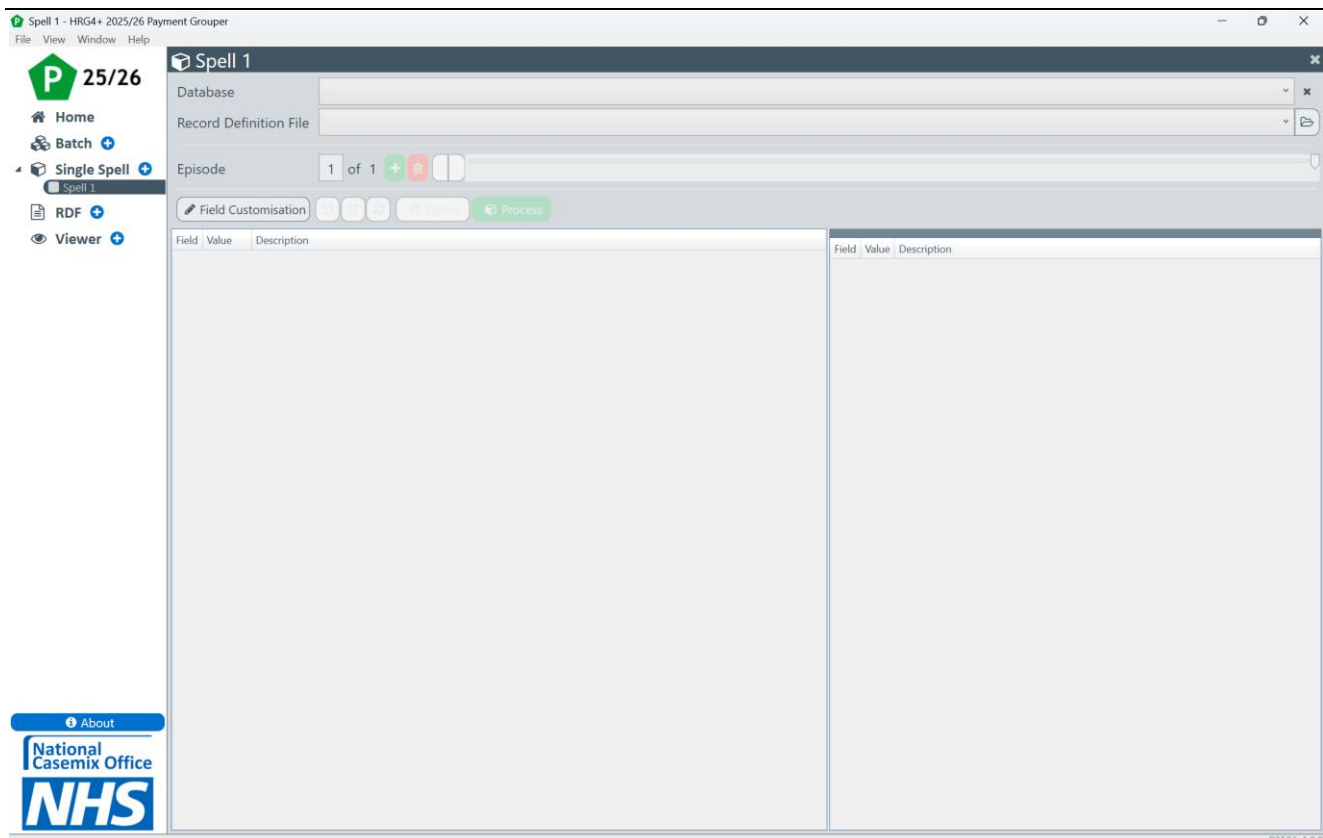 Spell 1 - HRG4+ 2025/26 Payment Grouper
File View Window Help
P 25/26
Home
Batch
Single Spell
Spell 1
RDF
Viewer
About
National
Casemix Office
NHS
Spell 1
Database
Record Definition File
Episode 1 of 1
Field Customisation Process
Field Value Description
Field Value Description